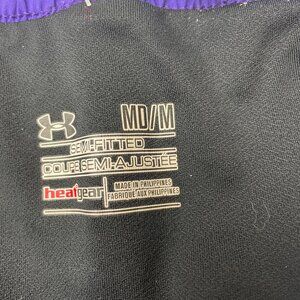 MD/M
SEMI-FITTED
COUPE SEMI-AJUSTÉE
heatgear
MADE IN PHILIPPINES
FABRIQUÉ AUX PHILIPPINES